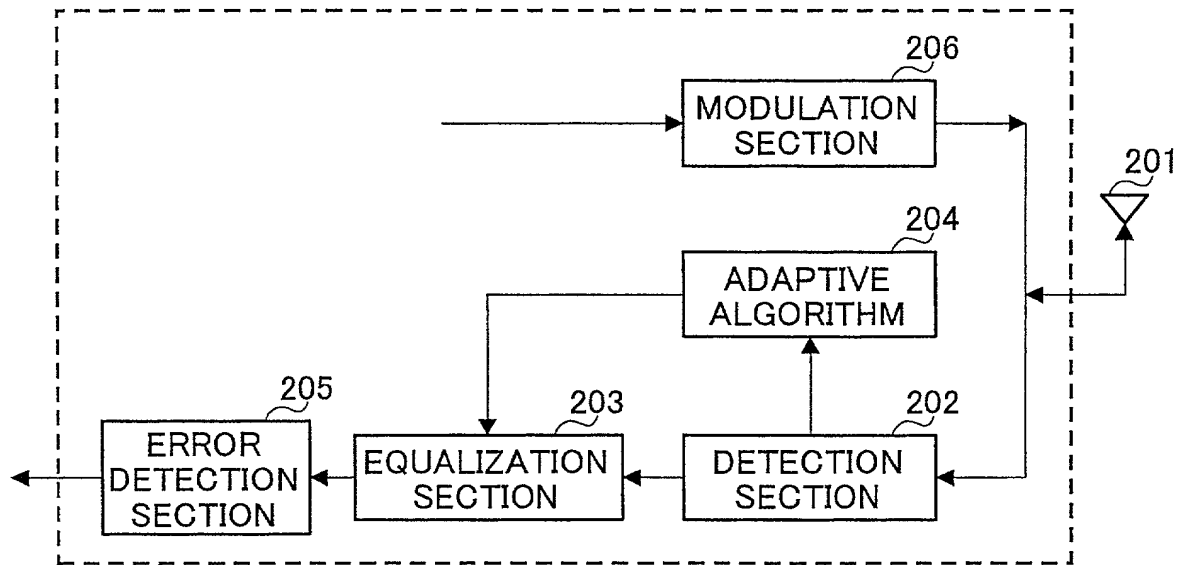 206
MODULATION
SECTION
201
204
ADAPTIVE
ALGORITHM
205
ERROR
DETECTION
SECTION
203
EQUALIZATION
SECTION
202
DETECTION
SECTION